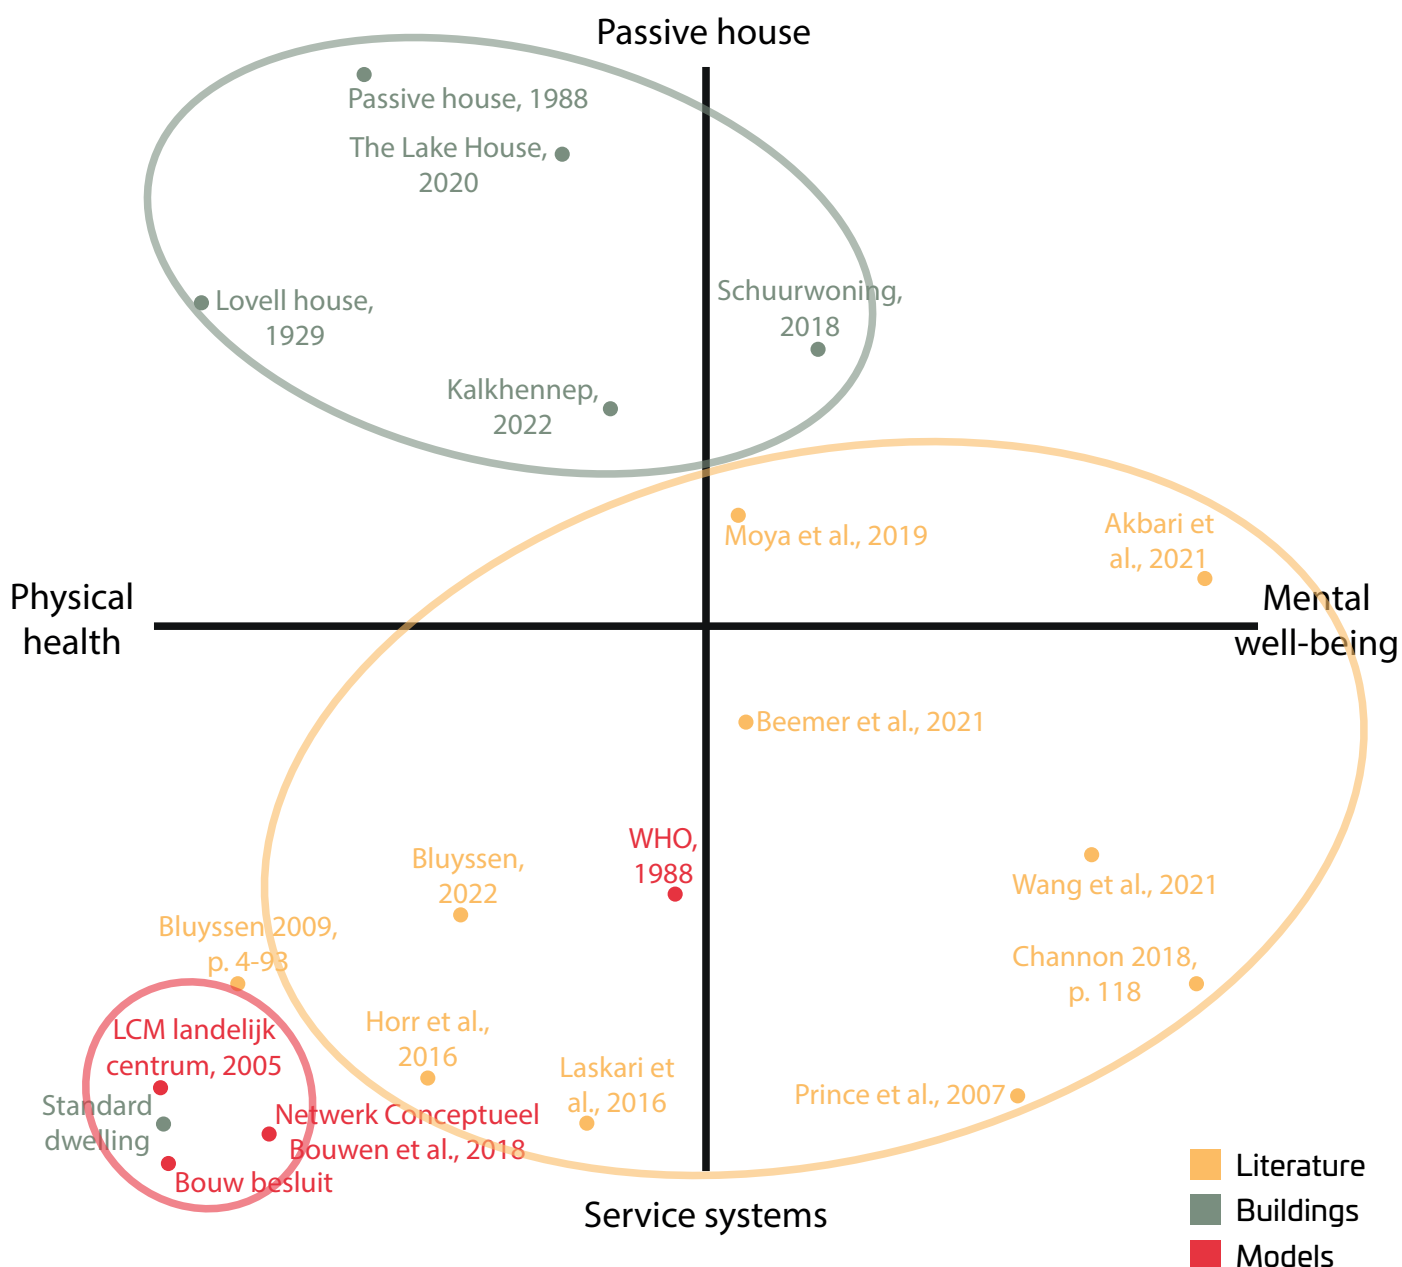 Passive house
Passive house, 1988
The Lake House,
2020
Lovell house,
1929
Schuurwoning,
2018
Kalkhennep,
2022
Moya et al., 2019
Akbari et
al., 2021
Physical
health
Mental
well-being
Beemer et al., 2021
WHO,
1988
Bluyssen,
2022
Wang et al., 2021
Bluyssen 2009,
p. 4-93
Channon 2018,
p. 118
LCM landelijk
centrum, 2005
Horr et al.,
2016
Laskari et
al., 2016
Prince et al., 2007
Standard
dwelling
Netwerk Conceptueel
Bouwen et al., 2018
Bouw besluit
Service systems
Literature
Buildings
Models